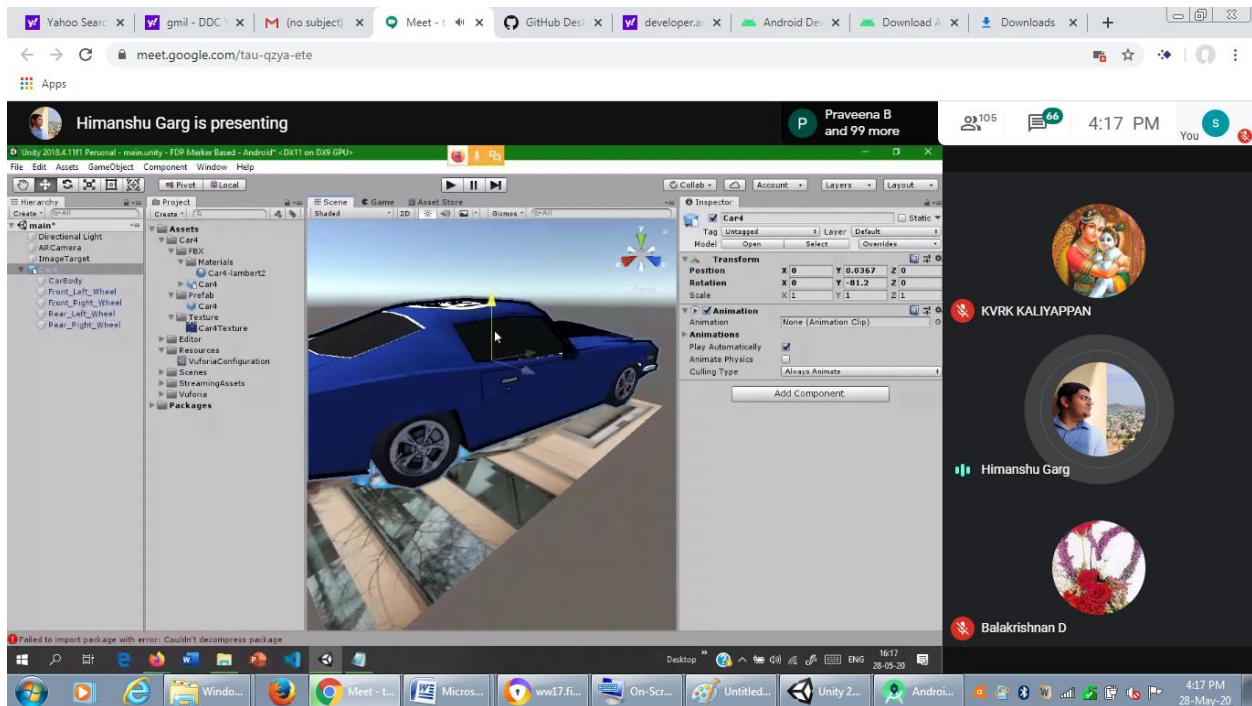 Yahoo Searc
gmil - DDC
(no subject)
Meet - t
GitHub Desk
developer.a
Android De
Download A
Downloads
meet.google.com/tau-qzya-ete
Apps
Himanshu Garg is presenting
P
Praveena B
and 99 more
105
66
4:17 PM
You
S
Unity 2018.4.11f1 Personal - main.unity - FDP Marker Based - Android* <DX11 on DX9 GPU>
File Edit Assets GameObject Component Window Help
Pivot Local
Collab Account Layers Layout
Hierarchy
Create All
main*
Directional Light
ARCamera
ImageTarget
Car4
CarBody
Front_Left_Wheel
Front_Right_Wheel
Rear_Left_Wheel
Rear_Right_Wheel
Project
Create
Assets
Car4
FBX
Materials
Car4-lambert2
Car4
Prefab
Car4
Texture
Car4Texture
Editor
Resources
VuforiaConfiguration
Scenes
StreamingAssets
Vuforia
Packages
Scene Game Asset Store
Shaded 2D Gizmos All
Inspector
Car4 Static
Tag Untagged Layer Default
Model Open Select Overrides
Transform
Position X 0 Y 0.0367 Z 0
Rotation X 0 Y -81.2 Z 0
Scale X 1 Y 1 Z 1
Animation
Animation None (Animation Clip)
Animations
Play Automatically
Animate Physics
Culling Type Always Animate
Add Component
KVRK KALIYAPPAN
Himanshu Garg
Balakrishnan D
Failed to import package with error: Couldn't decompress package
Desktop ENG 16:17
28-05-20
Windo...
Meet - t...
Micros...
ww17.fi...
On-Scr...
Untitled...
Unity 2...
Androi...
4:17 PM
28-May-20